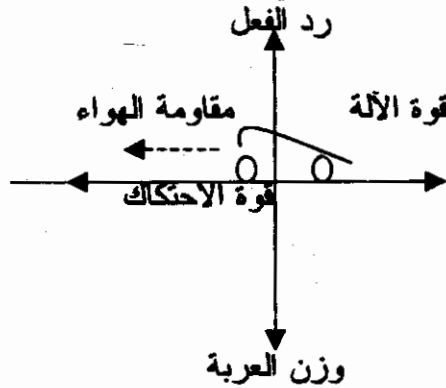 رد الفعل
قوة الآلة
مقاومة الهواء
قوة الاحتكاك
وزن العربة